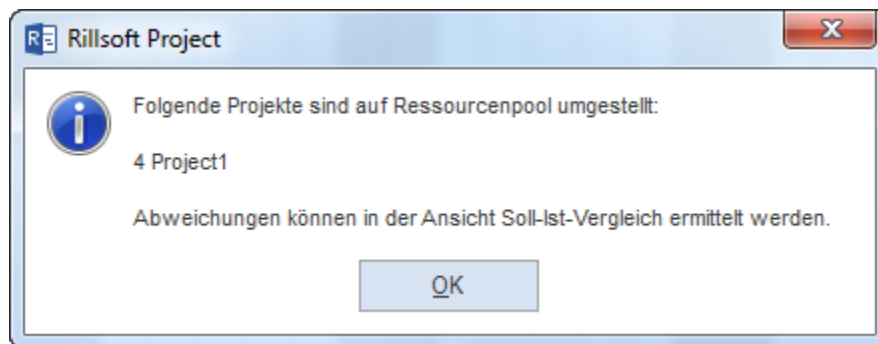 Rillsoft Project
Folgende Projekte sind auf Ressourcenpool umgestellt:
4 Project1
Abweichungen können in der Ansicht Soll-Ist-Vergleich ermittelt werden.
OK